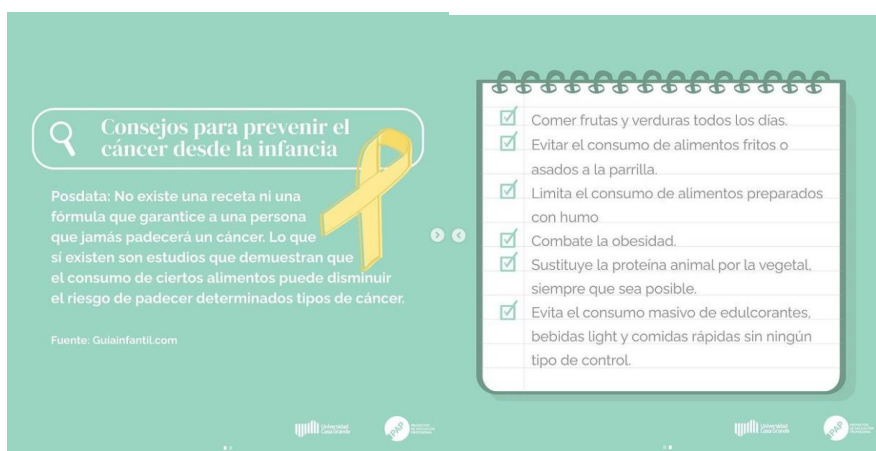 Consejos para prevenir el
cáncer desde la infancia
Posdata: No existe una receta ni una
fórmula que garantice a una persona
que jamás padecerá un cáncer. Lo que
sí existen son estudios que demuestran que
el consumo de ciertos alimentos puede disminuir
el riesgo de padecer determinados tipos de cáncer.
Fuente: Guiainfantil.com
Universidad
Casa Grande
PAP
Comer frutas y verduras todos los días.
Evitar el consumo de alimentos fritos o
asados a la parrilla.
Limita el consumo de alimentos preparados
con humo
Combate la obesidad.
Sustituye la proteína animal por la vegetal,
siempre que sea posible.
Evita el consumo masivo de edulcorantes,
bebidas light y comidas rápidas sin ningún
tipo de control.
Universidad
Casa Grande
PAP